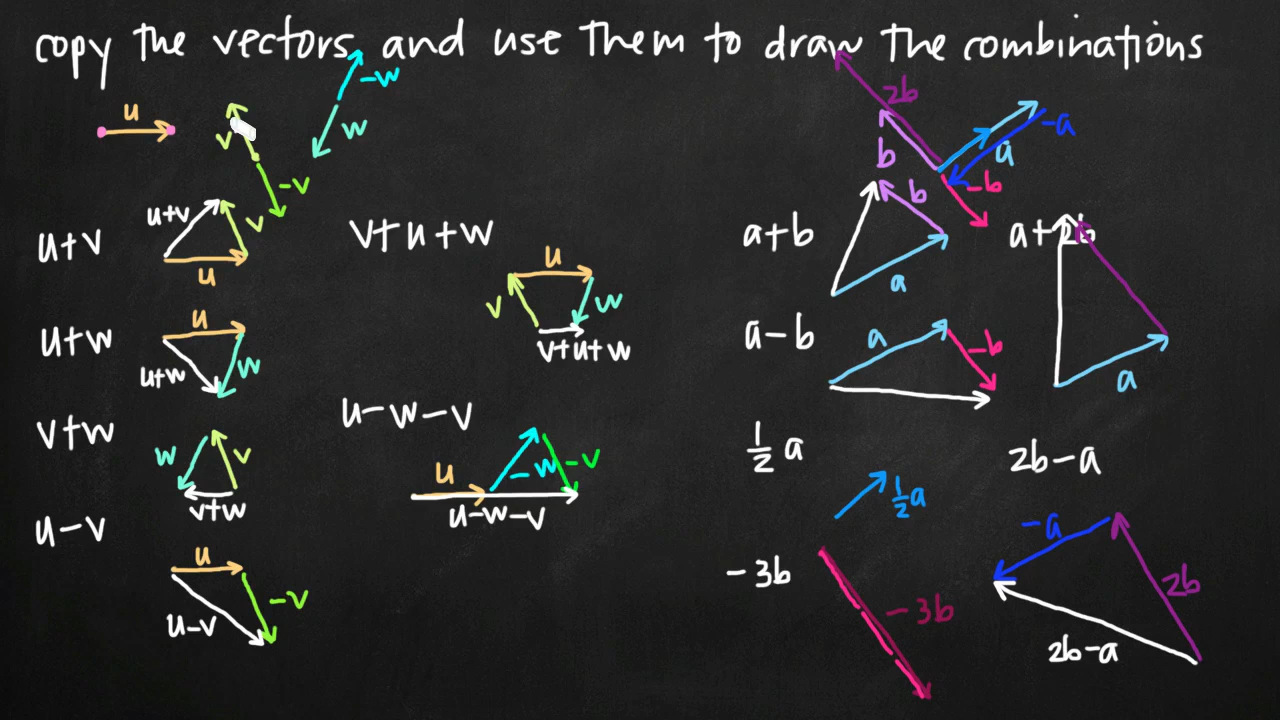 copy the vectors and use them to draw the combinations
u
v
-v
-w
w
2b
b
a
-a
-b
u+v
u+v
v
u
v+u+w
u
v
w
v+u+w
a+b
b
a
a+2b
a
u+w
u
w
u+w
a-b
a
-b
v+w
w
v
v+w
u-w-v
u
-w
-v
u-w-v
1/2 a
1/2 a
2b-a
-a
2b
2b-a
u-v
u
-v
u-v
-3b
-3b